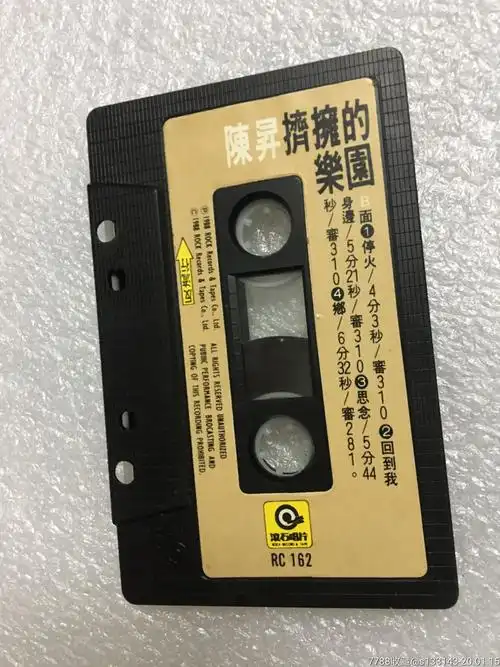 陳昇擠擁的
樂園
B面❶停火/4分3秒/審310❷回到我
身邊/5分21秒/審310❸思念/5分44
秒/審310❹鄉/6分32秒/審281。
Ⓟ 1988 ROCK Records & Tapes Co., Ltd.
Ⓒ 1988 ROCK Records & Tapes Co., Ltd.
ALL RIGHTS RESERVED UNAUTHORIZED
PUBINC PERFORMANCE BROCASTING AND
COPTING OF THIS RECORDING PROHIBITED.
滾石唱片
RC 162